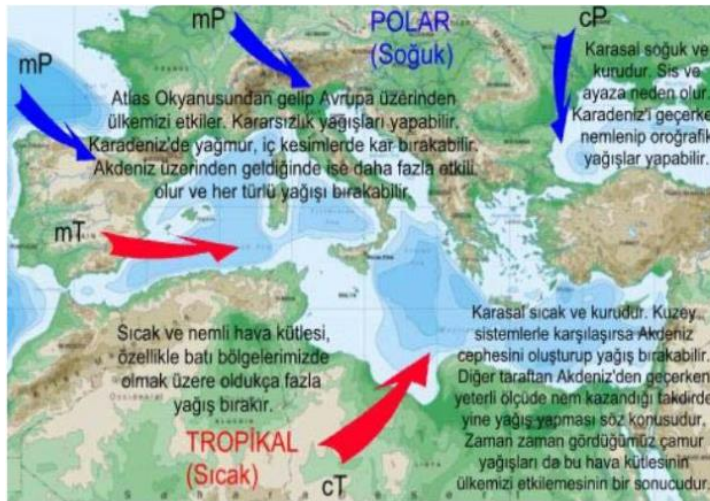 mP
mP
POLAR
(Soğuk)
cP
Karasal soğuk ve
kurudur. Sis ve
ayaza neden olur.
Karadeniz'i geçerke
nemlenip oroğrafik
yağışlar yapabilir.
Atlas Okyanusundan gelip Avrupa üzerinden
ülkemizi etkiler. Kararsızlık yağışları yapabilir.
Karadeniz'de yağmur, iç kesimlerde kar bırakabilir.
Akdeniz üzerinden geldiğinde ise daha fazla etkili
olur ve her türlü yağışı bırakabilir.
mT
Sıcak ve nemli hava kütlesi,
özellikle batı bölgelerimizde
olmak üzere oldukça fazla
yağış bırakır.
TROPİKAL
(Sıcak)
cT
Karasal sıcak ve kurudur. Kuzey
sistemlerle karşılaşırsa Akdeniz
cephesini oluşturup yağış bırakabilir.
Diğer taraftan Akdeniz'den geçerken
yeterli ölçüde nem kazandığı takdirde
yine yağış yapması söz konusudur.
Zaman zaman gördüğümüz çamur
yağışları da bu hava kütlesinin
ülkemizi etkilemesinin bir sonucudur.
Sahara